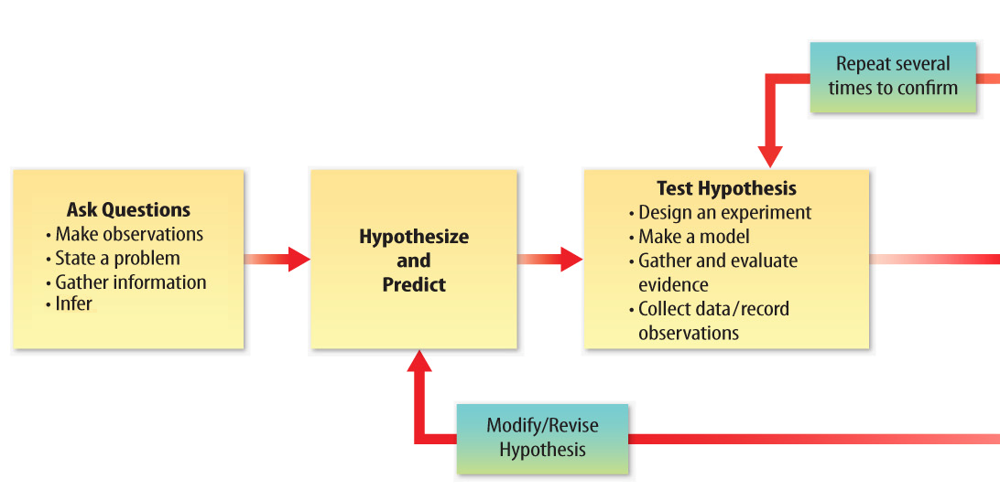 Repeat several
times to confirm
Ask Questions
• Make observations
• State a problem
• Gather information
• Infer
Hypothesize
and
Predict
Test Hypothesis
• Design an experiment
• Make a model
• Gather and evaluate
evidence
• Collect data/record
observations
Modify/Revise
Hypothesis